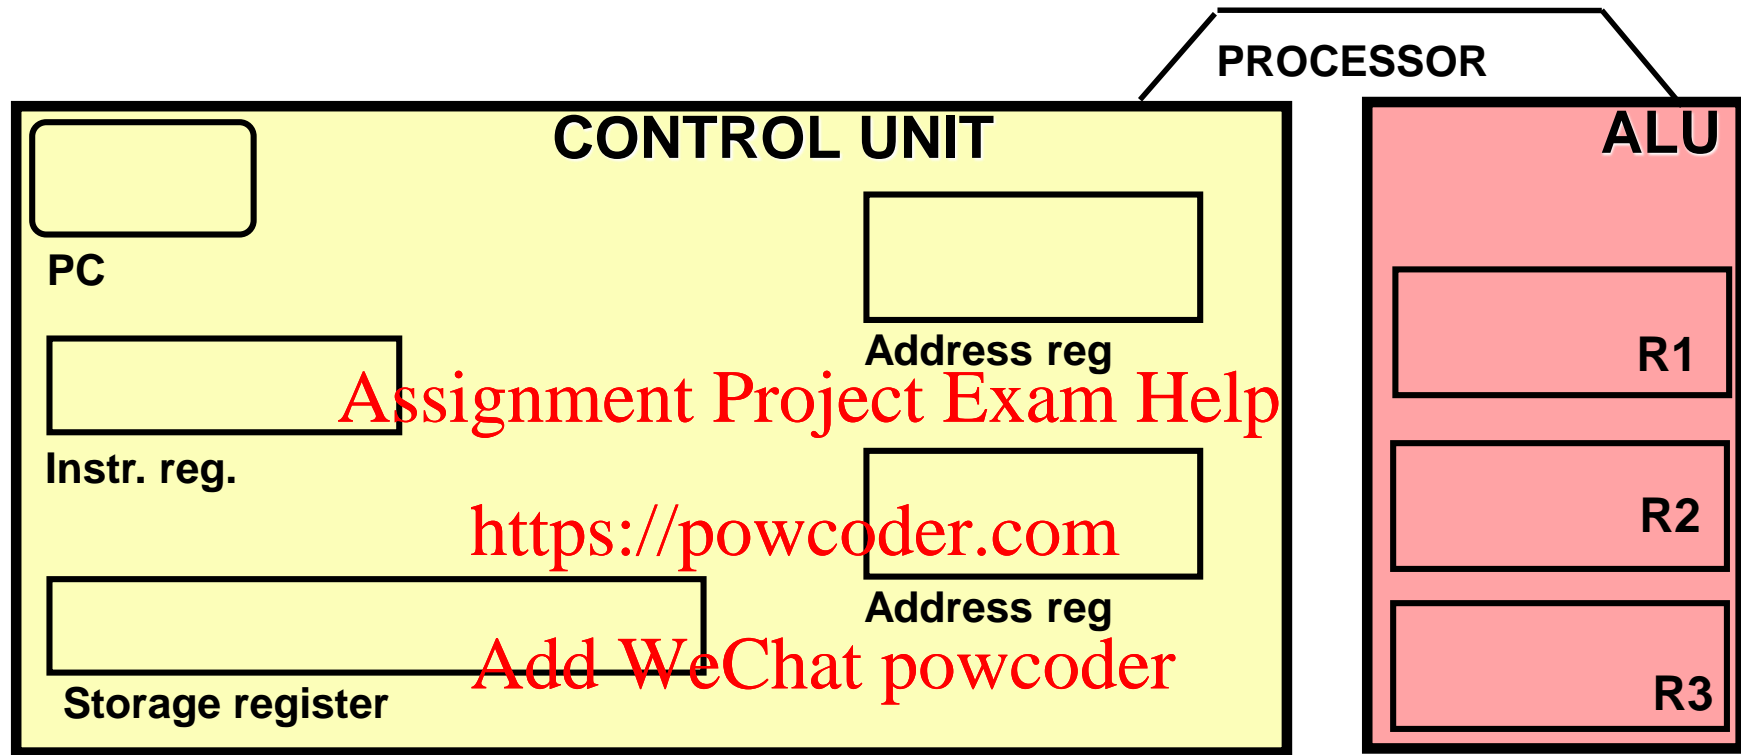 PROCESSOR
CONTROL UNIT
ALU
PC
Address reg
R1
Assignment Project Exam Help
Instr. reg.
R2
https://powcoder.com
Address reg
Add WeChat powcoder
Storage register
R3